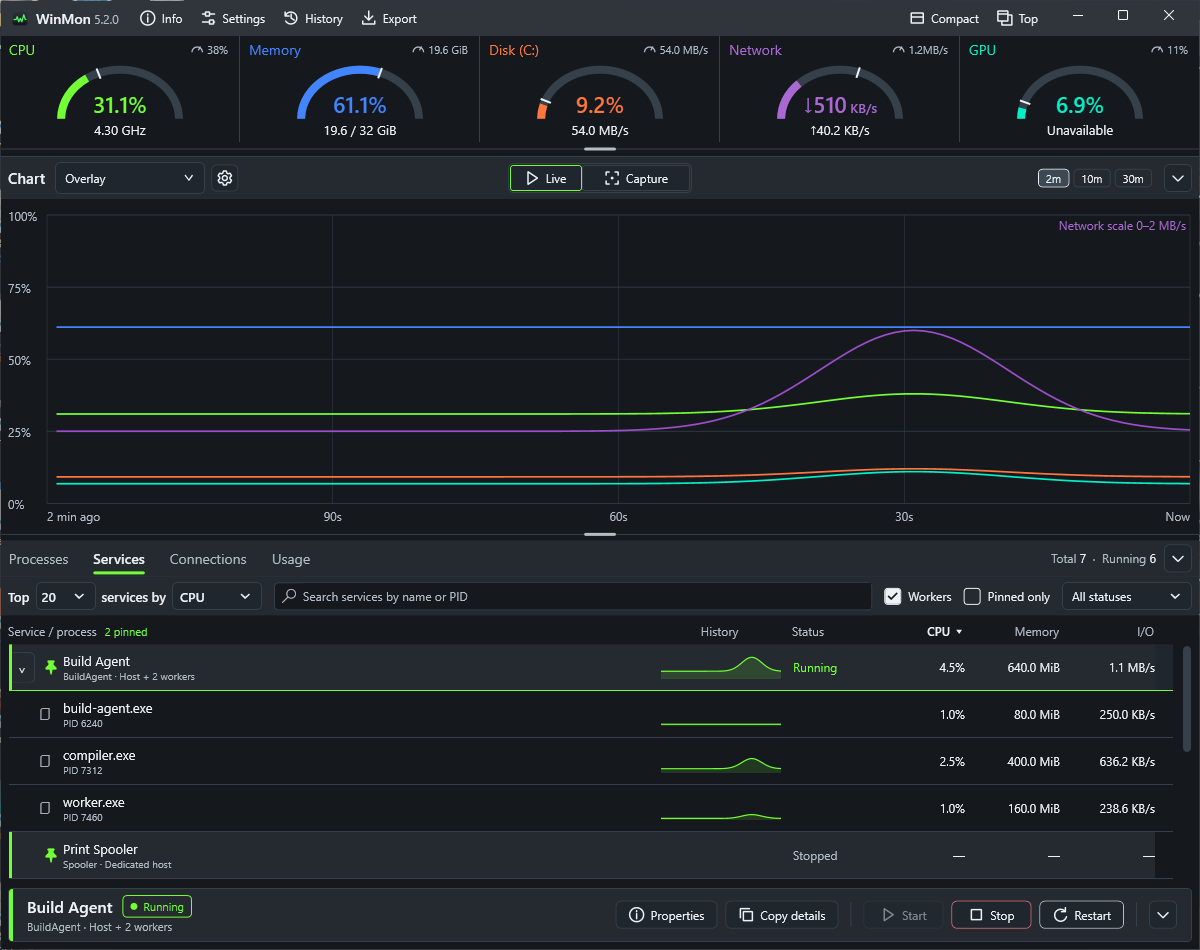 WinMon 5.2.0 Info Settings History Export Compact Top
CPU 38% Memory 19.6 GiB Disk (C:) 54.0 MB/s Network 1.2MB/s GPU 11%
31.1% 61.1% 9.2% ↓510 KB/s 6.9%
4.30 GHz 19.6 / 32 GiB 54.0 MB/s ↑40.2 KB/s Unavailable
Chart Overlay Live Capture 2m 10m 30m
100%
Network scale 0–2 MB/s
75%
50%
25%
0%
2 min ago 90s 60s 30s Now
Processes Services Connections Usage Total 7 · Running 6
Top 20 services by CPU Search services by name or PID Workers Pinned only All statuses
Service / process 2 pinned History Status CPU ▼ Memory I/O
Build Agent
BuildAgent · Host + 2 workers
Running 4.5% 640.0 MiB 1.1 MB/s
build-agent.exe
PID 6240
1.0% 80.0 MiB 250.0 KB/s
compiler.exe
PID 7312
2.5% 400.0 MiB 636.2 KB/s
worker.exe
PID 7460
1.0% 160.0 MiB 238.6 KB/s
Print Spooler
Spooler · Dedicated host
Stopped — — —
Build Agent Running
BuildAgent · Host + 2 workers
Properties Copy details Start Stop Restart